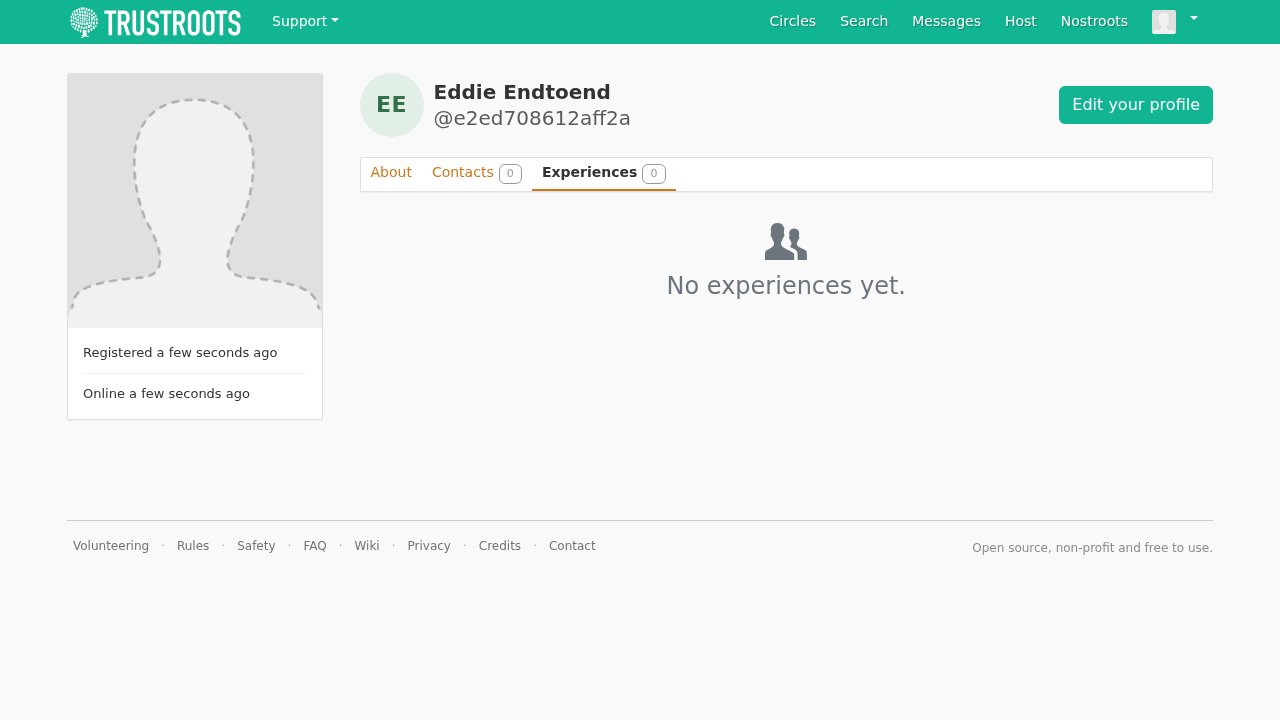 TRUSTROOTS Support Circles Search Messages Host Nostroots
EE Eddie Endtoend
@e2ed708612aff2a
Edit your profile
About Contacts 0 Experiences 0
No experiences yet.
Registered a few seconds ago
Online a few seconds ago
Volunteering · Rules · Safety · FAQ · Wiki · Privacy · Credits · Contact
Open source, non-profit and free to use.